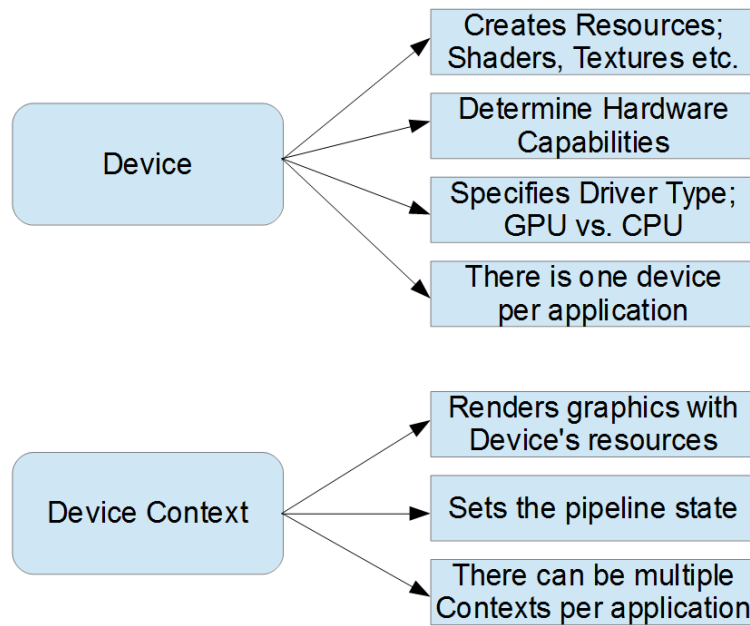 Device
Creates Resources;
Shaders, Textures etc.
Determine Hardware
Capabilities
Specifies Driver Type;
GPU vs. CPU
There is one device
per application
Device Context
Renders graphics with
Device's resources
Sets the pipeline state
There can be multiple
Contexts per application